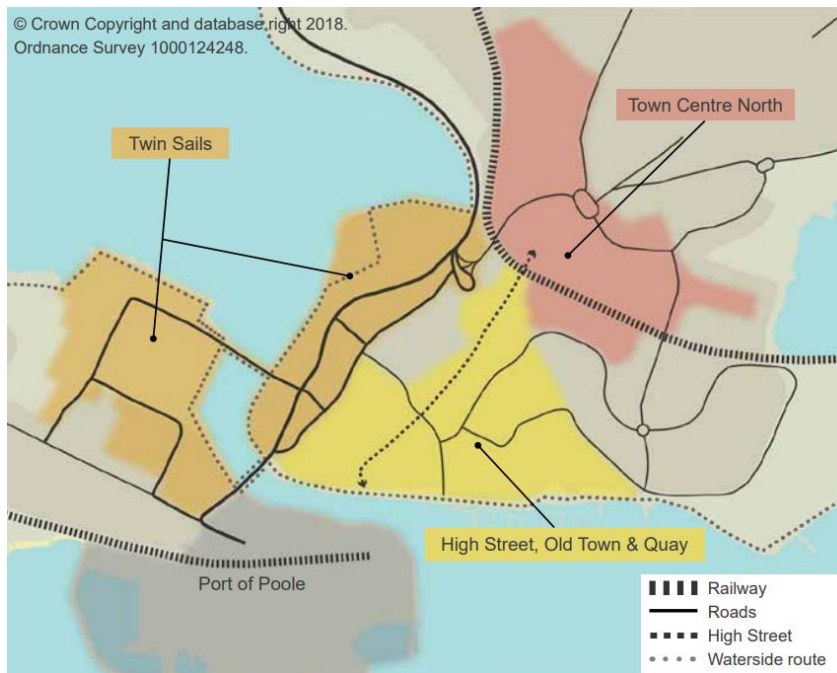 © Crown Copyright and database right 2018.
Ordnance Survey 1000124248.
Town Centre North
Twin Sails
High Street, Old Town & Quay
Port of Poole
Railway
Roads
High Street
Waterside route